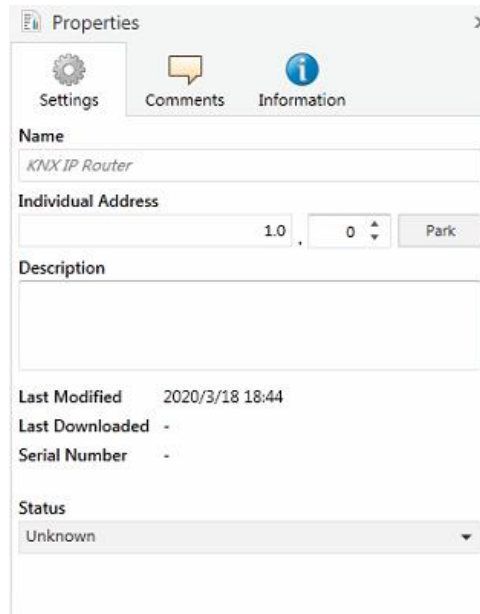 Properties
Settings Comments Information
Name
KNX IP Router
Individual Address
1.0 . 0 Park
Description
Last Modified 2020/3/18 18:44
Last Downloaded -
Serial Number -
Status
Unknown